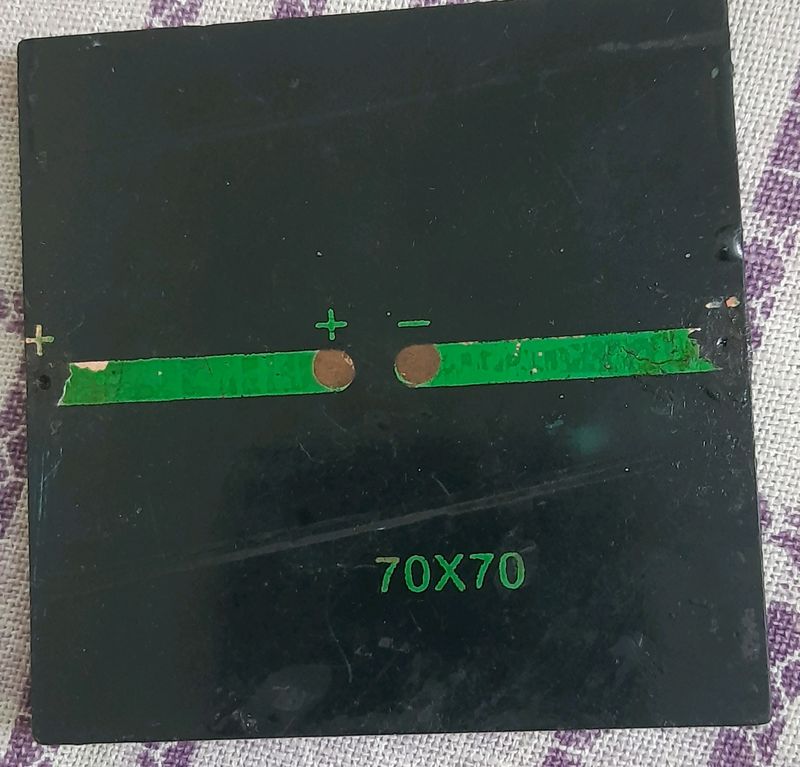 + + − −
70X70